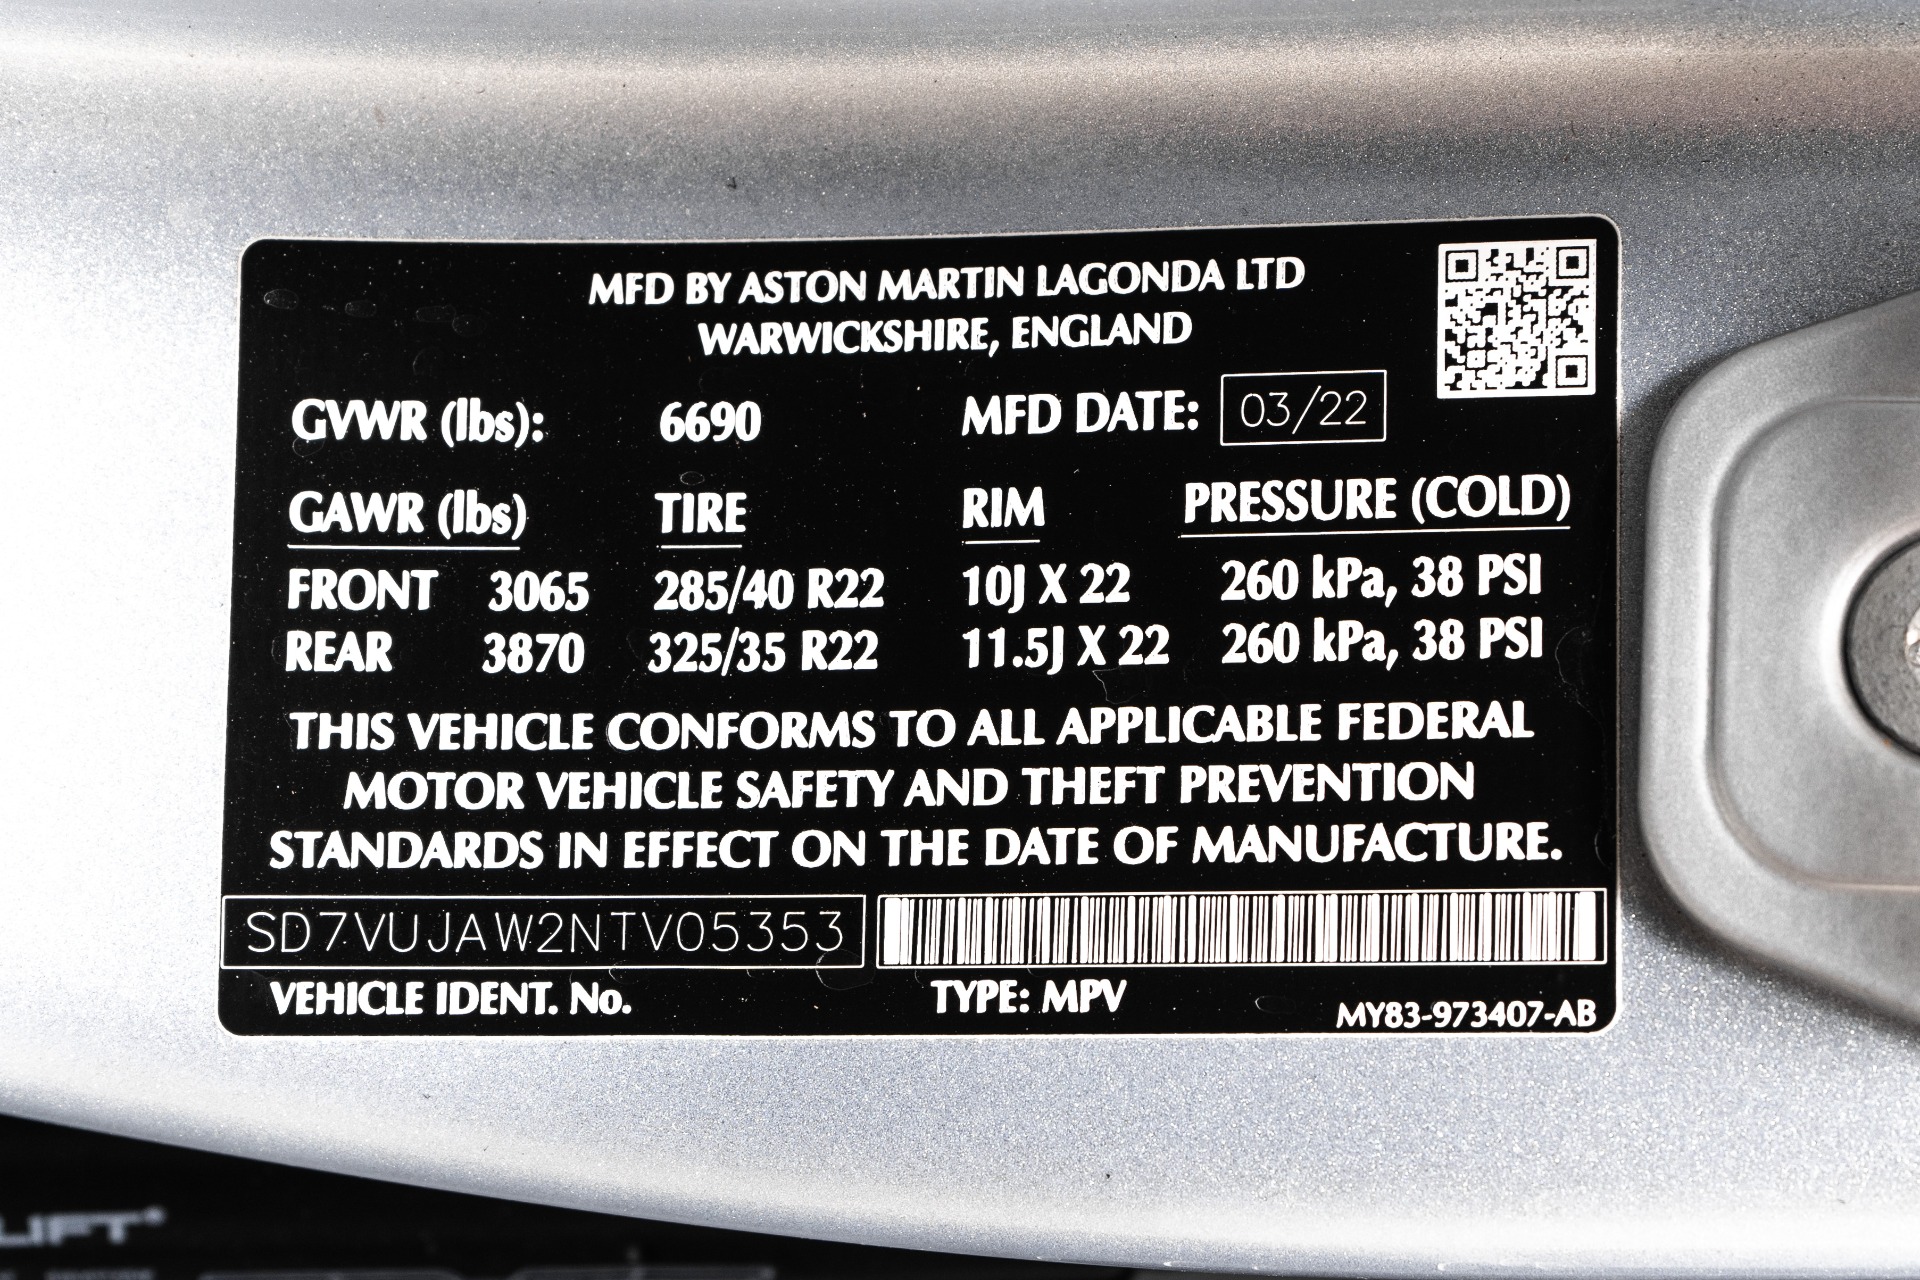 MFD BY ASTON MARTIN LAGONDA LTD
WARWICKSHIRE, ENGLAND
GVWR (lbs): 6690 MFD DATE: 03/22
GAWR (lbs) TIRE RIM PRESSURE (COLD)
FRONT 3065 285/40 R22 10J X 22 260 kPa, 38 PSI
REAR 3870 325/35 R22 11.5J X 22 260 kPa, 38 PSI
THIS VEHICLE CONFORMS TO ALL APPLICABLE FEDERAL
MOTOR VEHICLE SAFETY AND THEFT PREVENTION
STANDARDS IN EFFECT ON THE DATE OF MANUFACTURE.
SD7VUJAW2NTV05353
VEHICLE IDENT. No. TYPE: MPV MY83-973407-AB